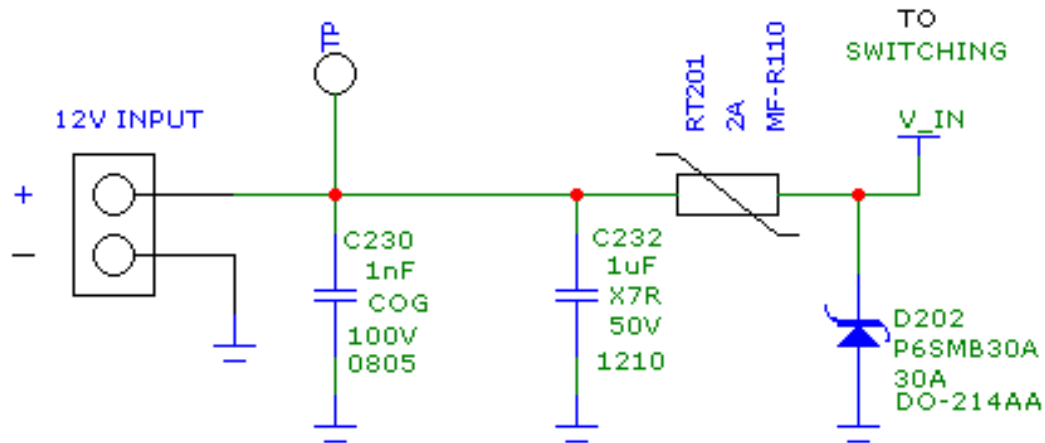 TO
SWITCHING
V_IN
TP
12V INPUT
+
−
RT201
2A
MF-R110
C230
1nF
COG
100V
0805
C232
1uF
X7R
50V
1210
D202
P6SMB30A
30A
DO-214AA